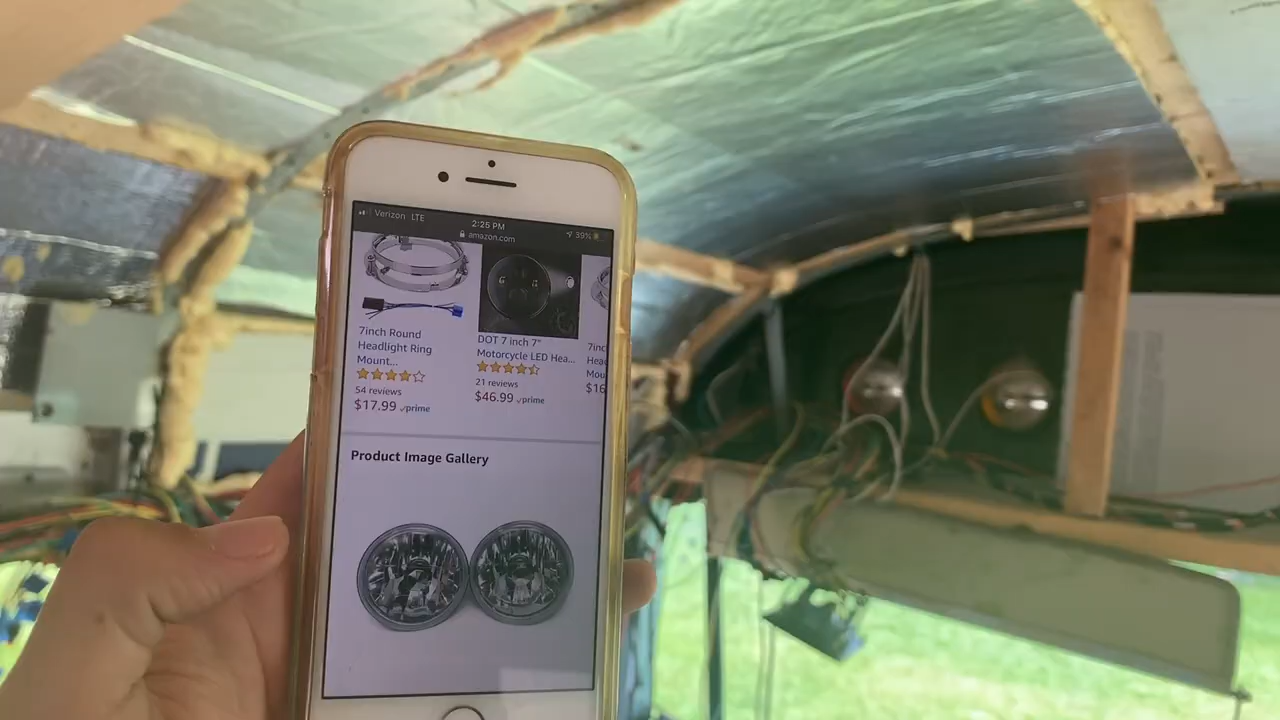 Verizon LTE
2:25 PM
39%
amazon.com
7inch Round
Headlight Ring
Mount...
54 reviews
$17.99 ✓prime
DOT 7 inch 7"
Motorcycle LED Hea...
21 reviews
$46.99 ✓prime
7inc
Hea
Mou
$16
Product Image Gallery